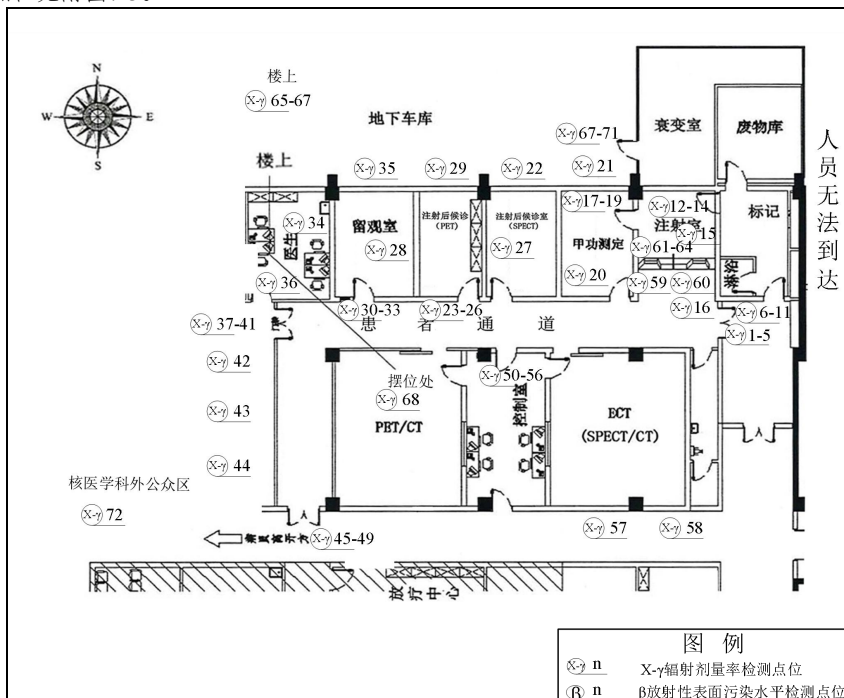 N
W
E
S
楼上
X-γ 65-67
地下车库
X-γ 67-71
衰变室
废物库
人员无法到达
楼上
X-γ 35
X-γ 29
X-γ 22
X-γ 21
医生
X-γ 34
留观室
X-γ 28
注射后候诊
(PET)
注射后候诊室
(SPECT)
X-γ 27
X-γ 17-19
甲功测定
X-γ 20
X-γ 12-14
注射室
X-γ 15
X-γ 61-64
标记
淋浴
X-γ 36
X-γ 59
X-γ 60
X-γ 30-33
X-γ 23-26
X-γ 16
X-γ 6-11
X-γ 37-41
患者通道
X-γ 1-5
X-γ 42
摆位处
X-γ 68
X-γ 50-56
控制室
X-γ 43
PET/CT
ECT
(SPECT/CT)
X-γ 44
核医学科外公众区
X-γ 72
X-γ 45-49
X-γ 57
X-γ 58
放疗中心
图 例
X-γ n X-γ辐射剂量率检测点位
β n β放射性表面污染水平检测点位